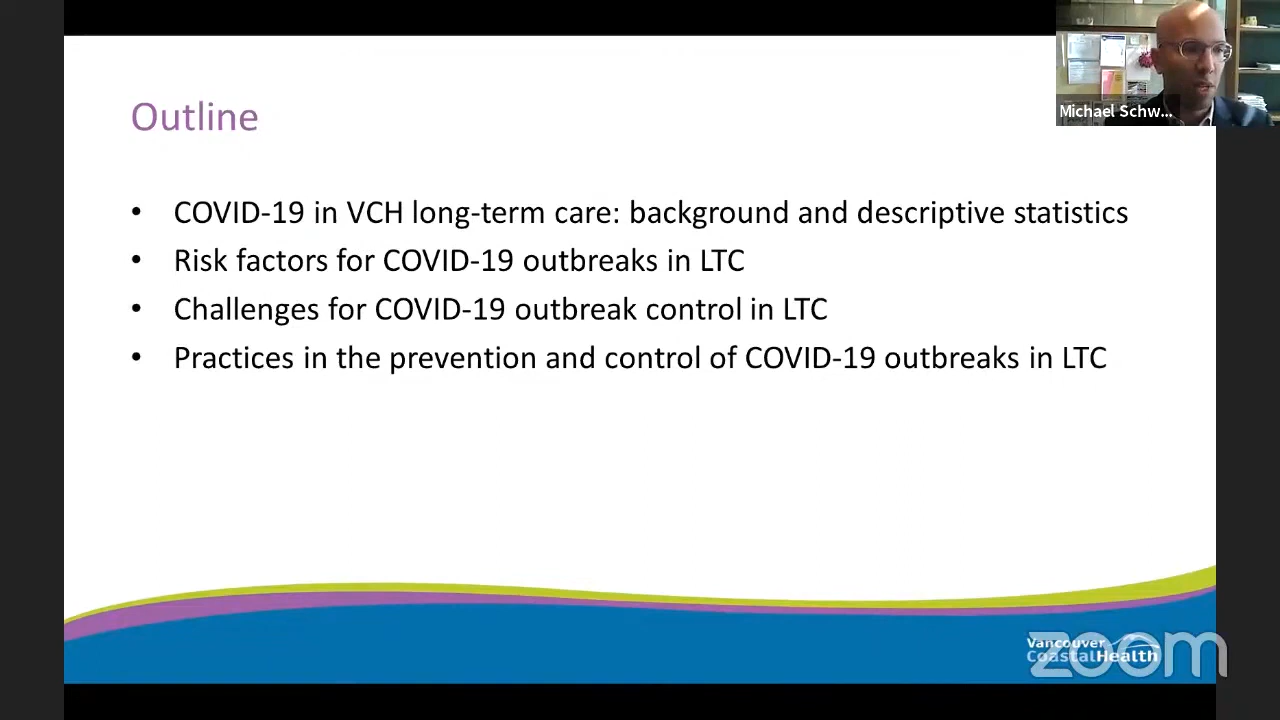 Michael Schw...
Outline
• COVID-19 in VCH long-term care: background and descriptive statistics
• Risk factors for COVID-19 outbreaks in LTC
• Challenges for COVID-19 outbreak control in LTC
• Practices in the prevention and control of COVID-19 outbreaks in LTC
Vancouver
CoastalHealth
zoom